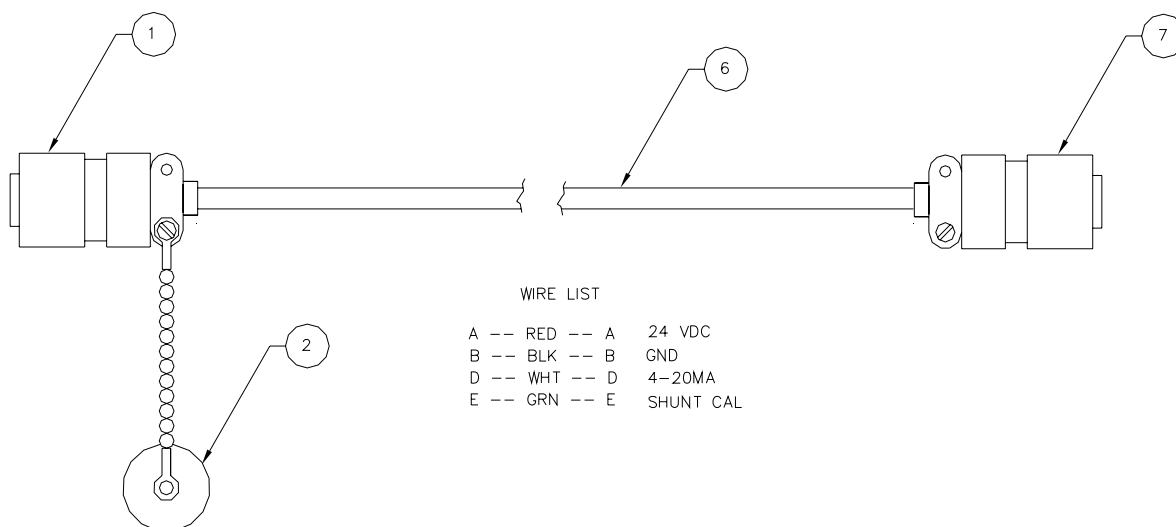 1
6
7
2
WIRE LIST
A -- RED -- A 24 VDC
B -- BLK -- B GND
D -- WHT -- D 4-20MA
E -- GRN -- E SHUNT CAL